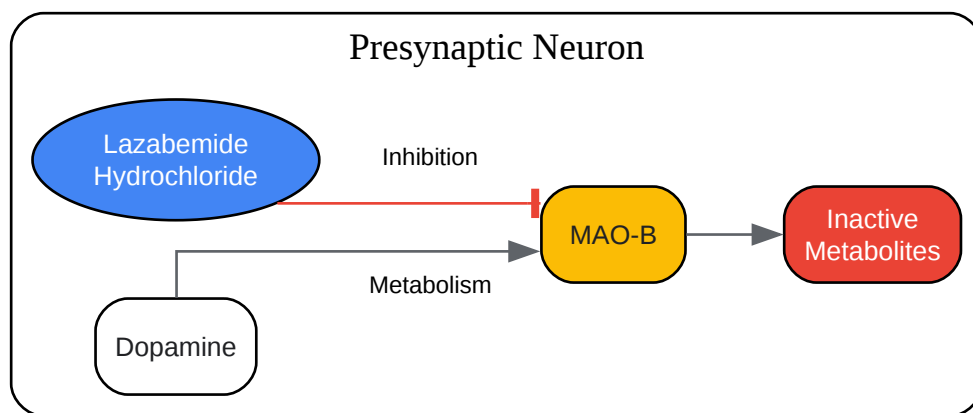 Presynaptic Neuron
Lazabemide
Hydrochloride
Inhibition
MAO-B
Inactive
Metabolites
Metabolism
Dopamine